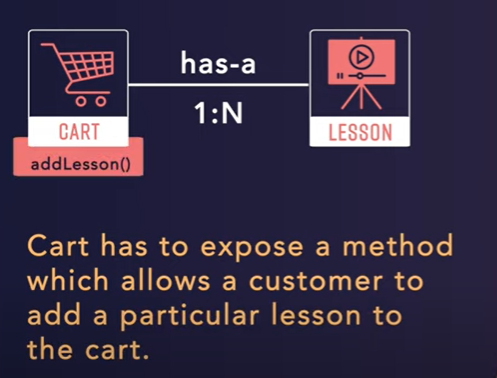 has-a
1:N
CART
LESSON
addLesson()
Cart has to expose a method
which allows a customer to
add a particular lesson to
the cart.